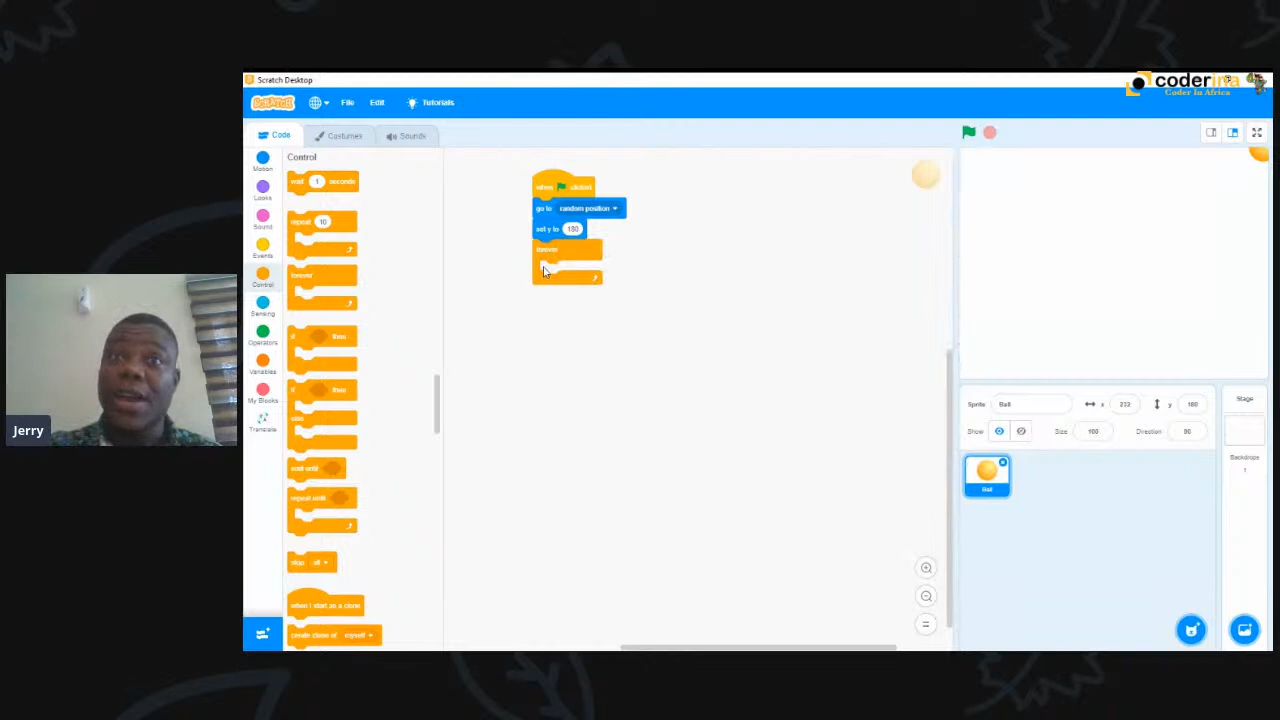 Scratch Desktop
coderina
Coder In Africa
SCRATCH
File
Edit
Tutorials
Code
Costumes
Sounds
Motion
Looks
Sound
Events
Control
Sensing
Operators
Variables
My Blocks
Translate
Control
wait 1 seconds
repeat 10
forever
if then
if then
else
wait until
repeat until
stop all
when I start as a clone
create clone of myself
when clicked
go to random position
set y to 180
forever
Sprite Ball x 232 y 180
Show Size 100 Direction 90
Ball
Stage
Backdrops
1
Jerry